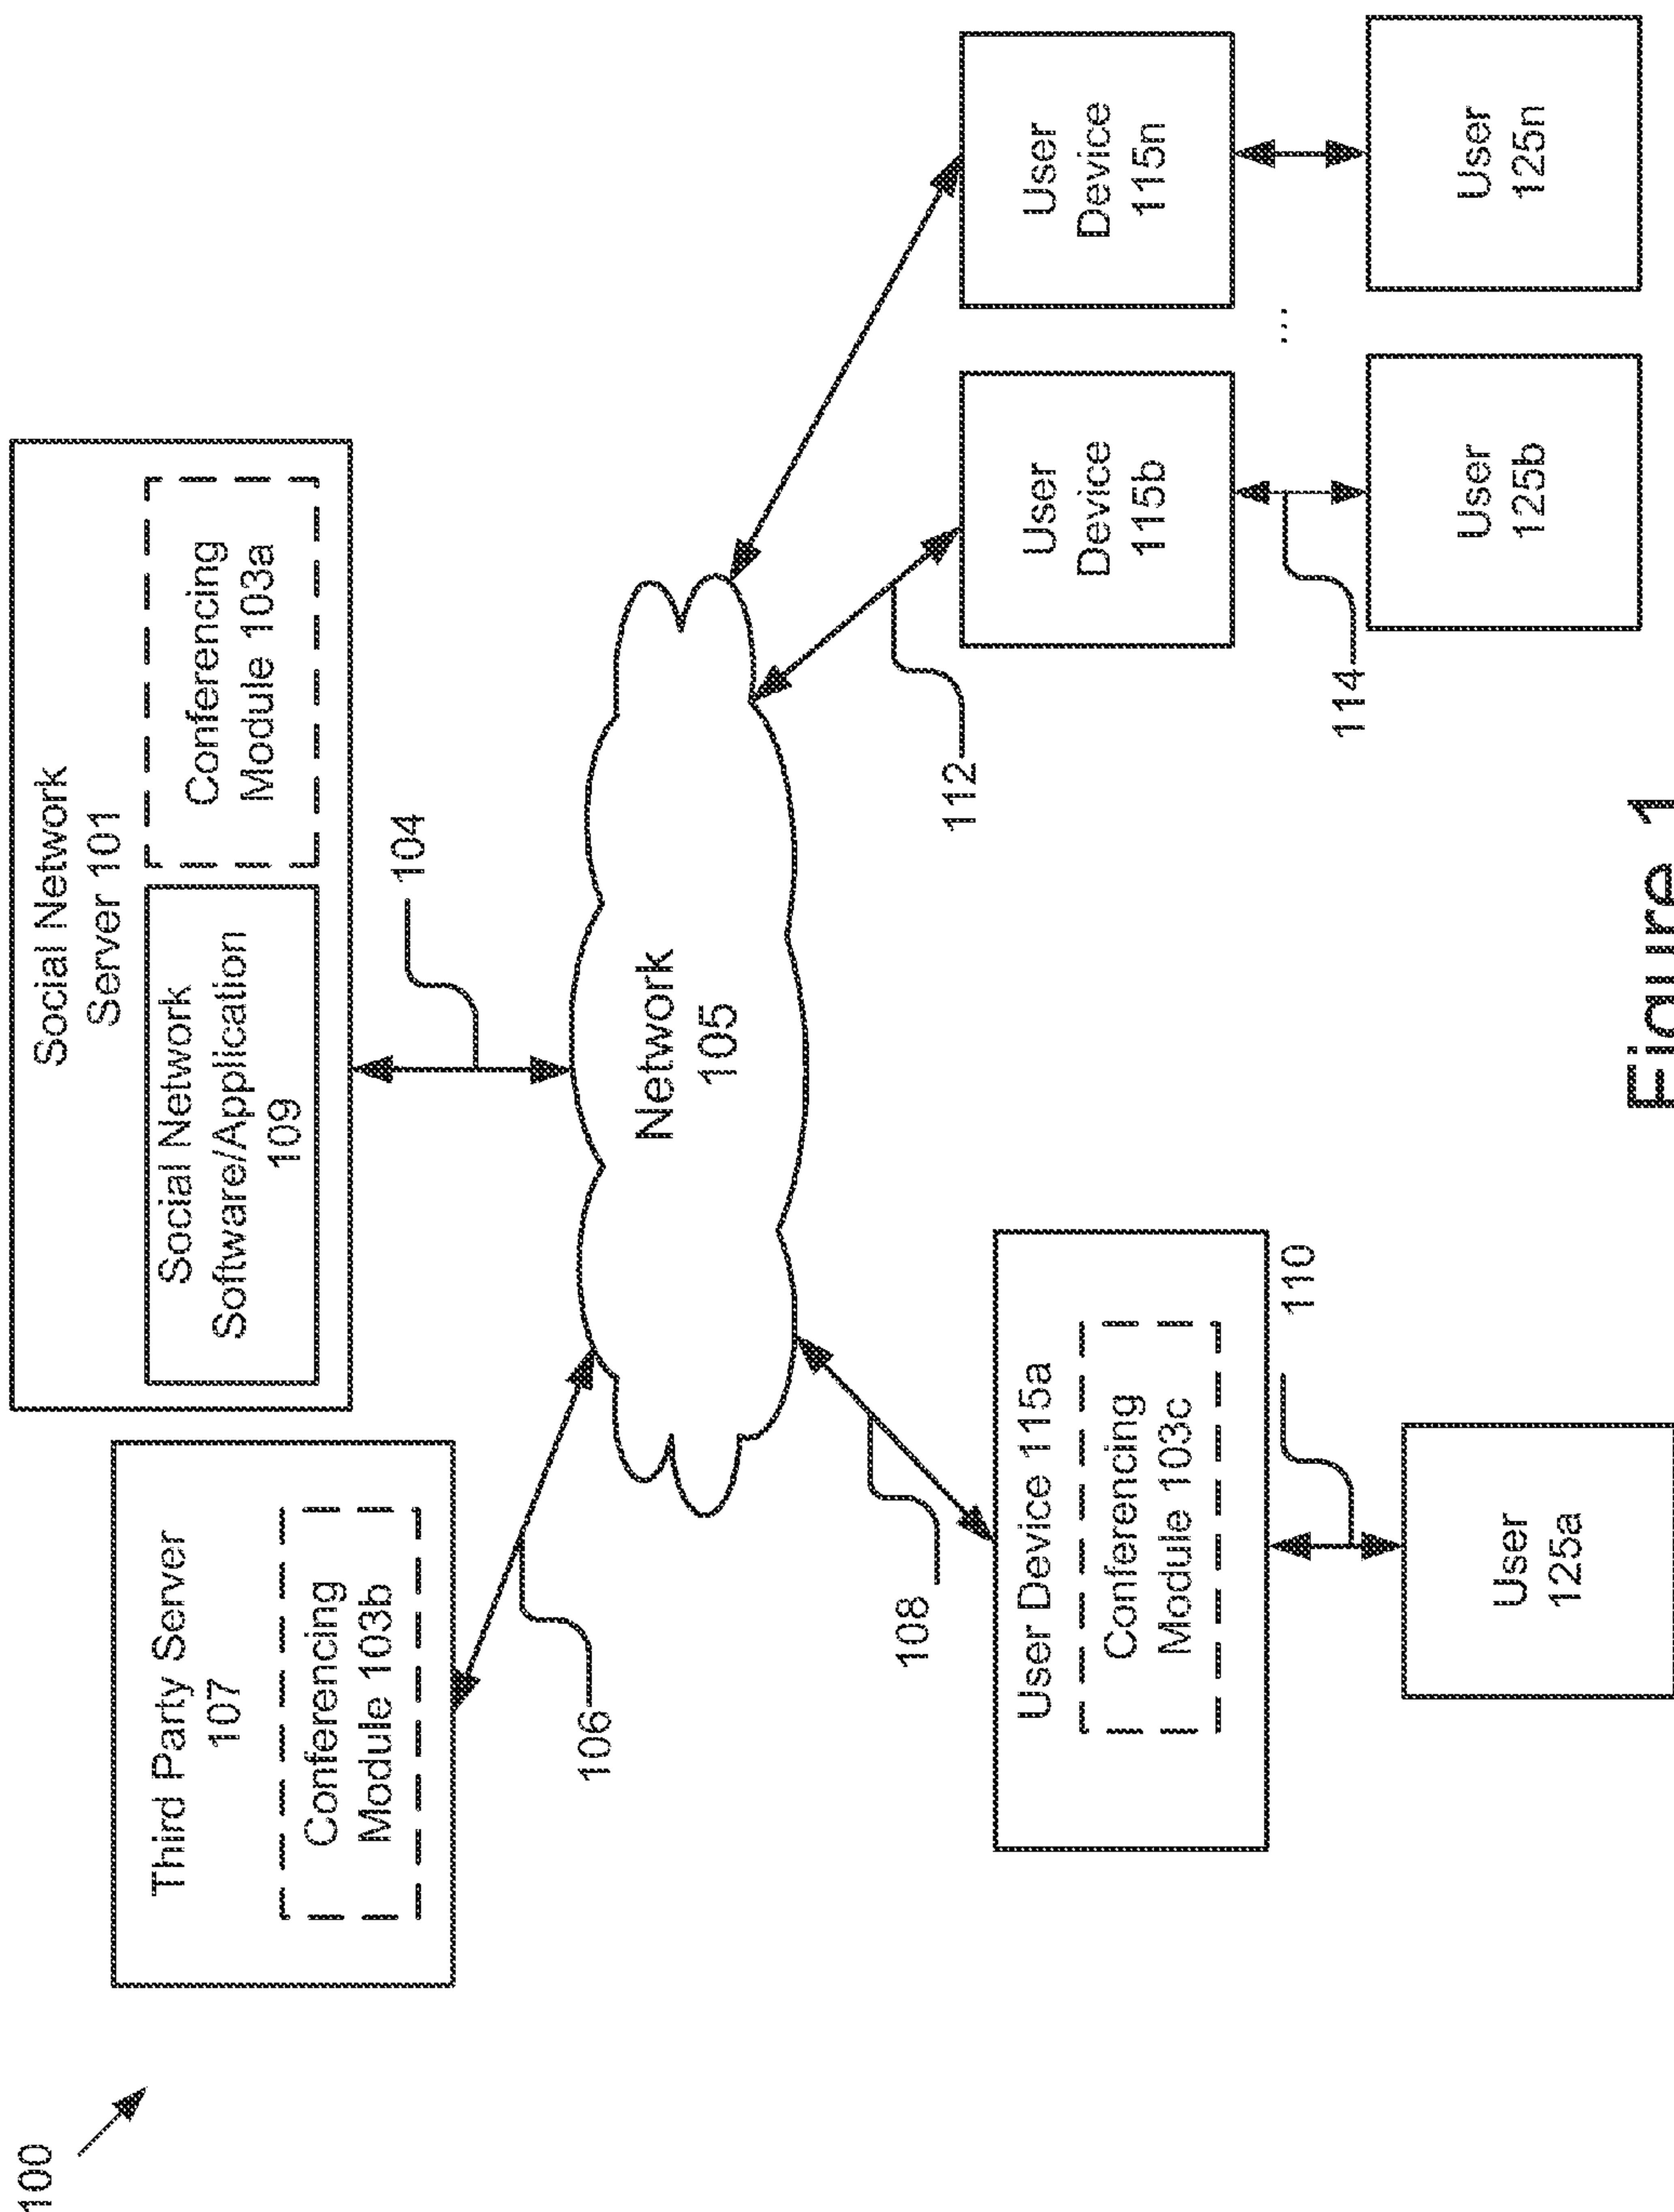 100
Third Party Server
107
Conferencing
Module 103b
Social Network
Server 101
Social Network
Software/Application
109
Conferencing
Module 103a
106
104
Network
105
108
112
User Device 115a
Conferencing
Module 103c
User
Device
115b
User
Device
115n
110
114
...
User
125a
User
125b
User
125n
Figure 1